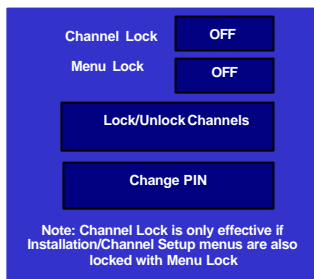 Channel Lock OFF
Menu Lock OFF
Lock/Unlock Channels
Change PIN
Note: Channel Lock is only effective if
Installation/Channel Setup menus are also
locked with Menu Lock